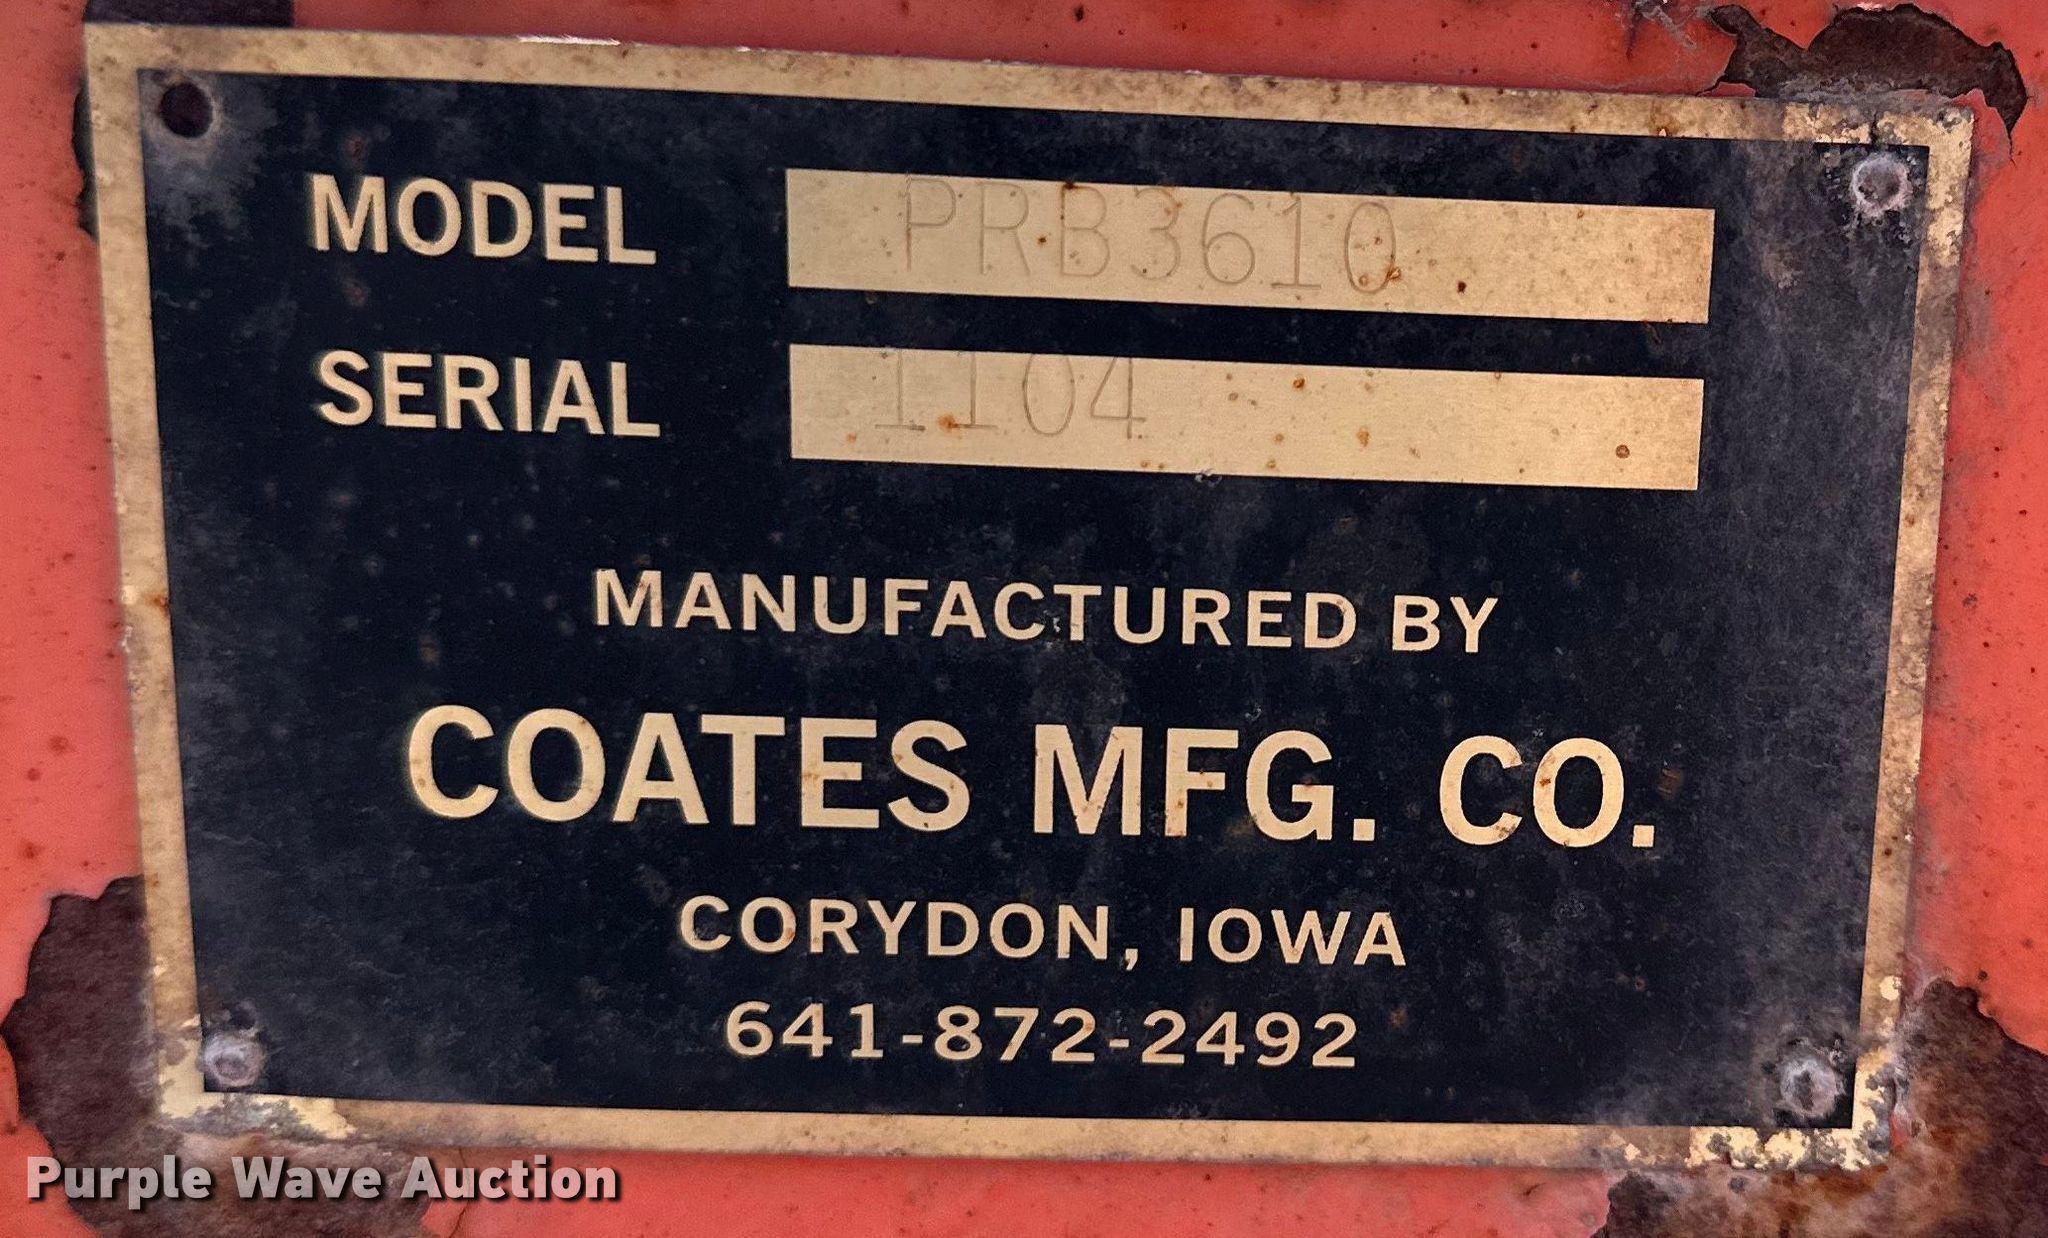 MODEL PRB3610
SERIAL 1104
MANUFACTURED BY
COATES MFG. CO.
CORYDON, IOWA
641-872-2492
Purple Wave Auction